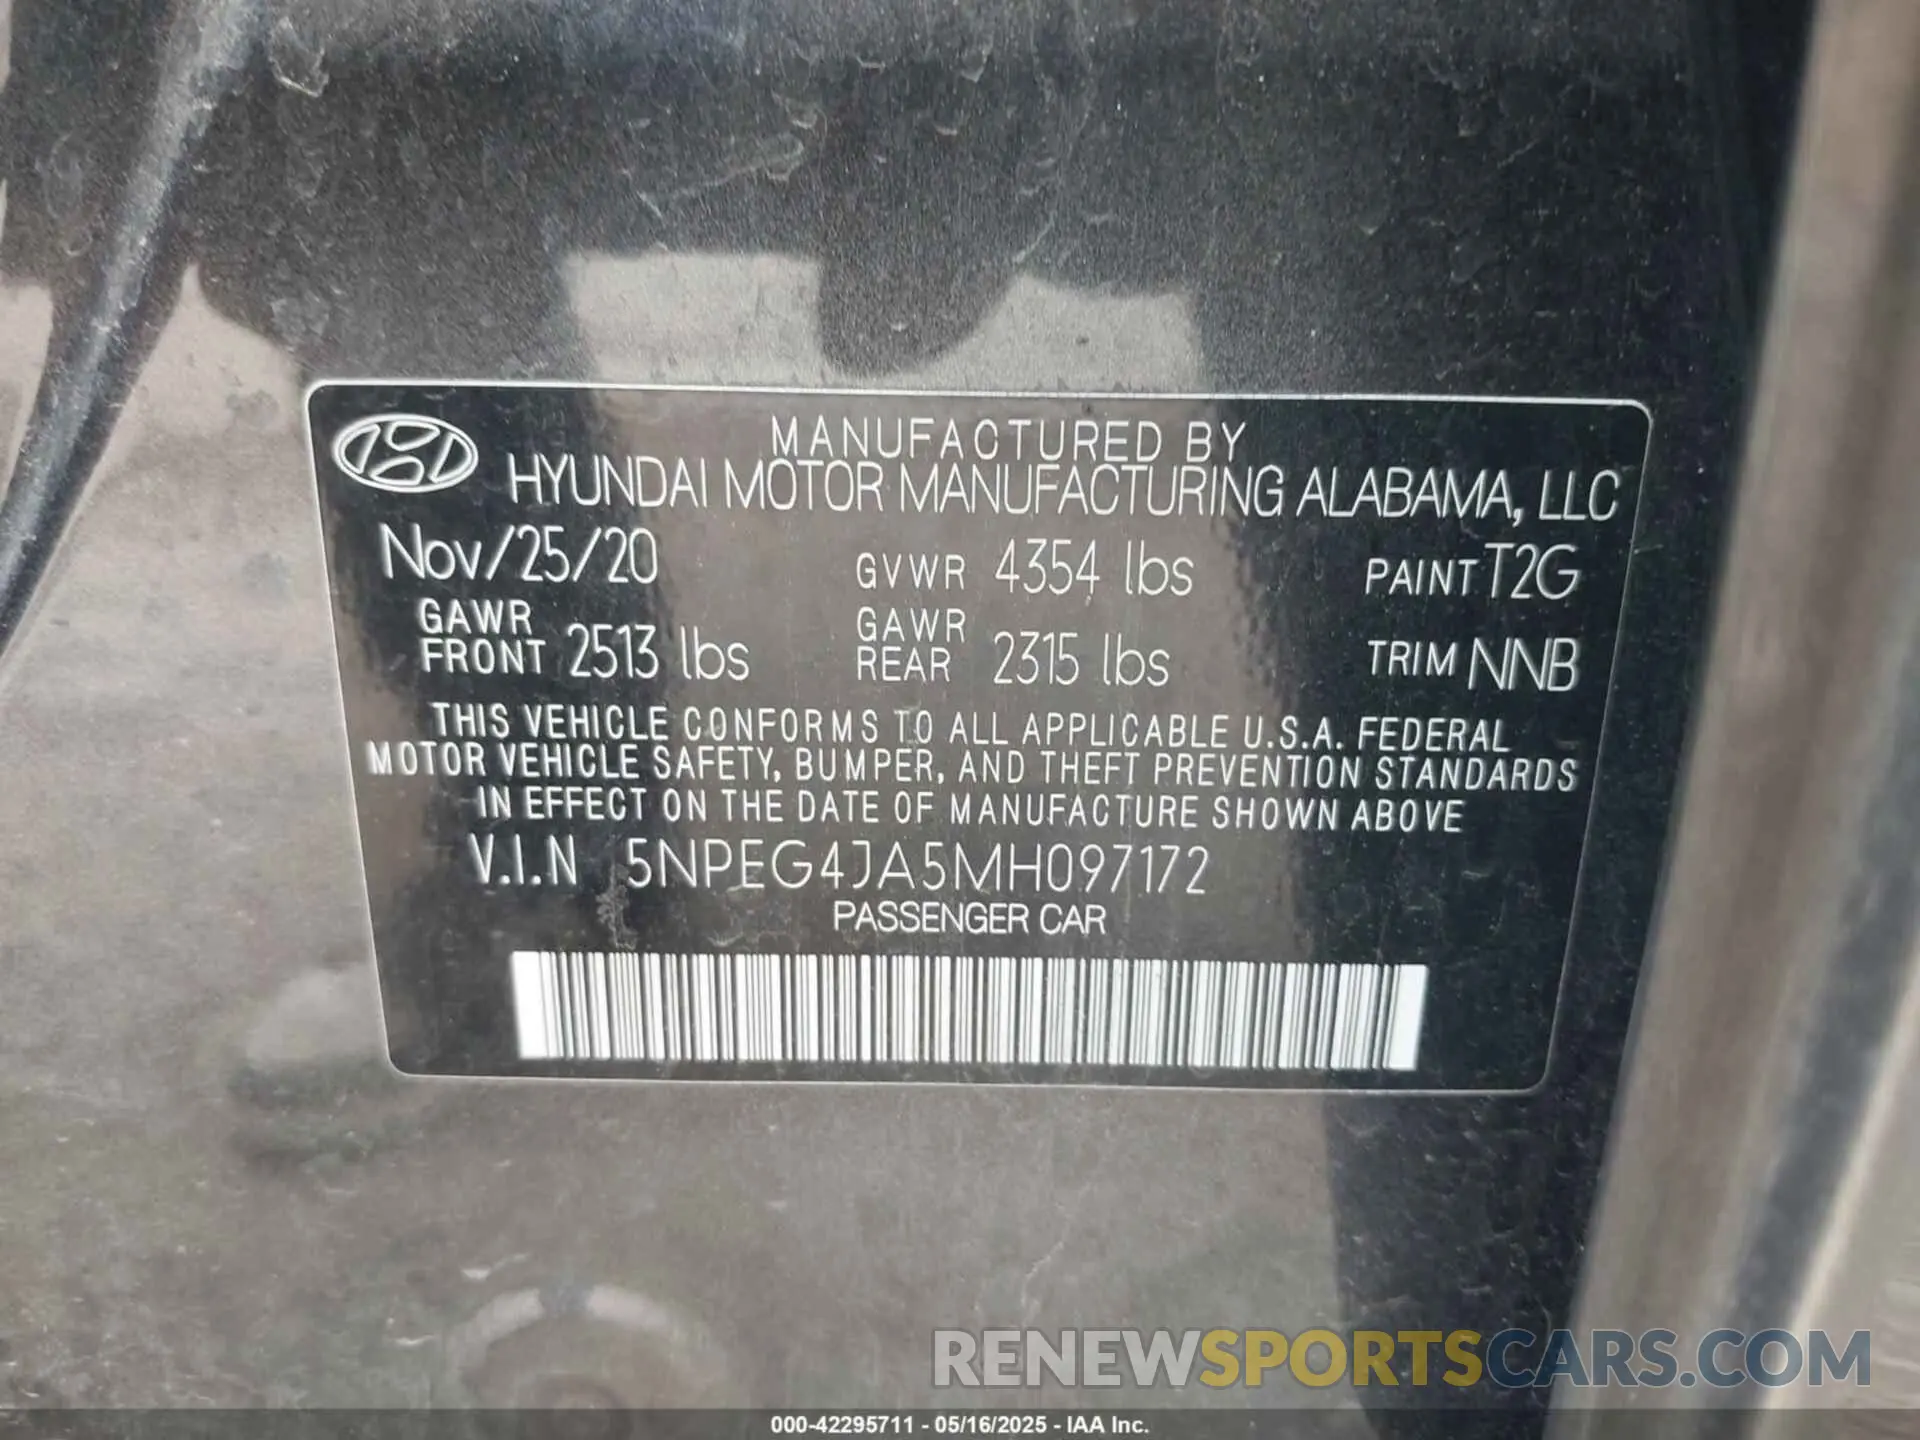 MANUFACTURED BY
HYUNDAI MOTOR MANUFACTURING ALABAMA, LLC
Nov/25/20 GVWR 4354 lbs PAINT T2G
GAWR FRONT 2513 lbs GAWR REAR 2315 lbs TRIM NNB
THIS VEHICLE CONFORMS TO ALL APPLICABLE U.S.A. FEDERAL
MOTOR VEHICLE SAFETY, BUMPER, AND THEFT PREVENTION STANDARDS
IN EFFECT ON THE DATE OF MANUFACTURE SHOWN ABOVE
V.I.N 5NPEG4JA5MH097172
PASSENGER CAR
RENEWSPORTSCARS.COM
000-42295711 - 05/16/2025 - IAA Inc.